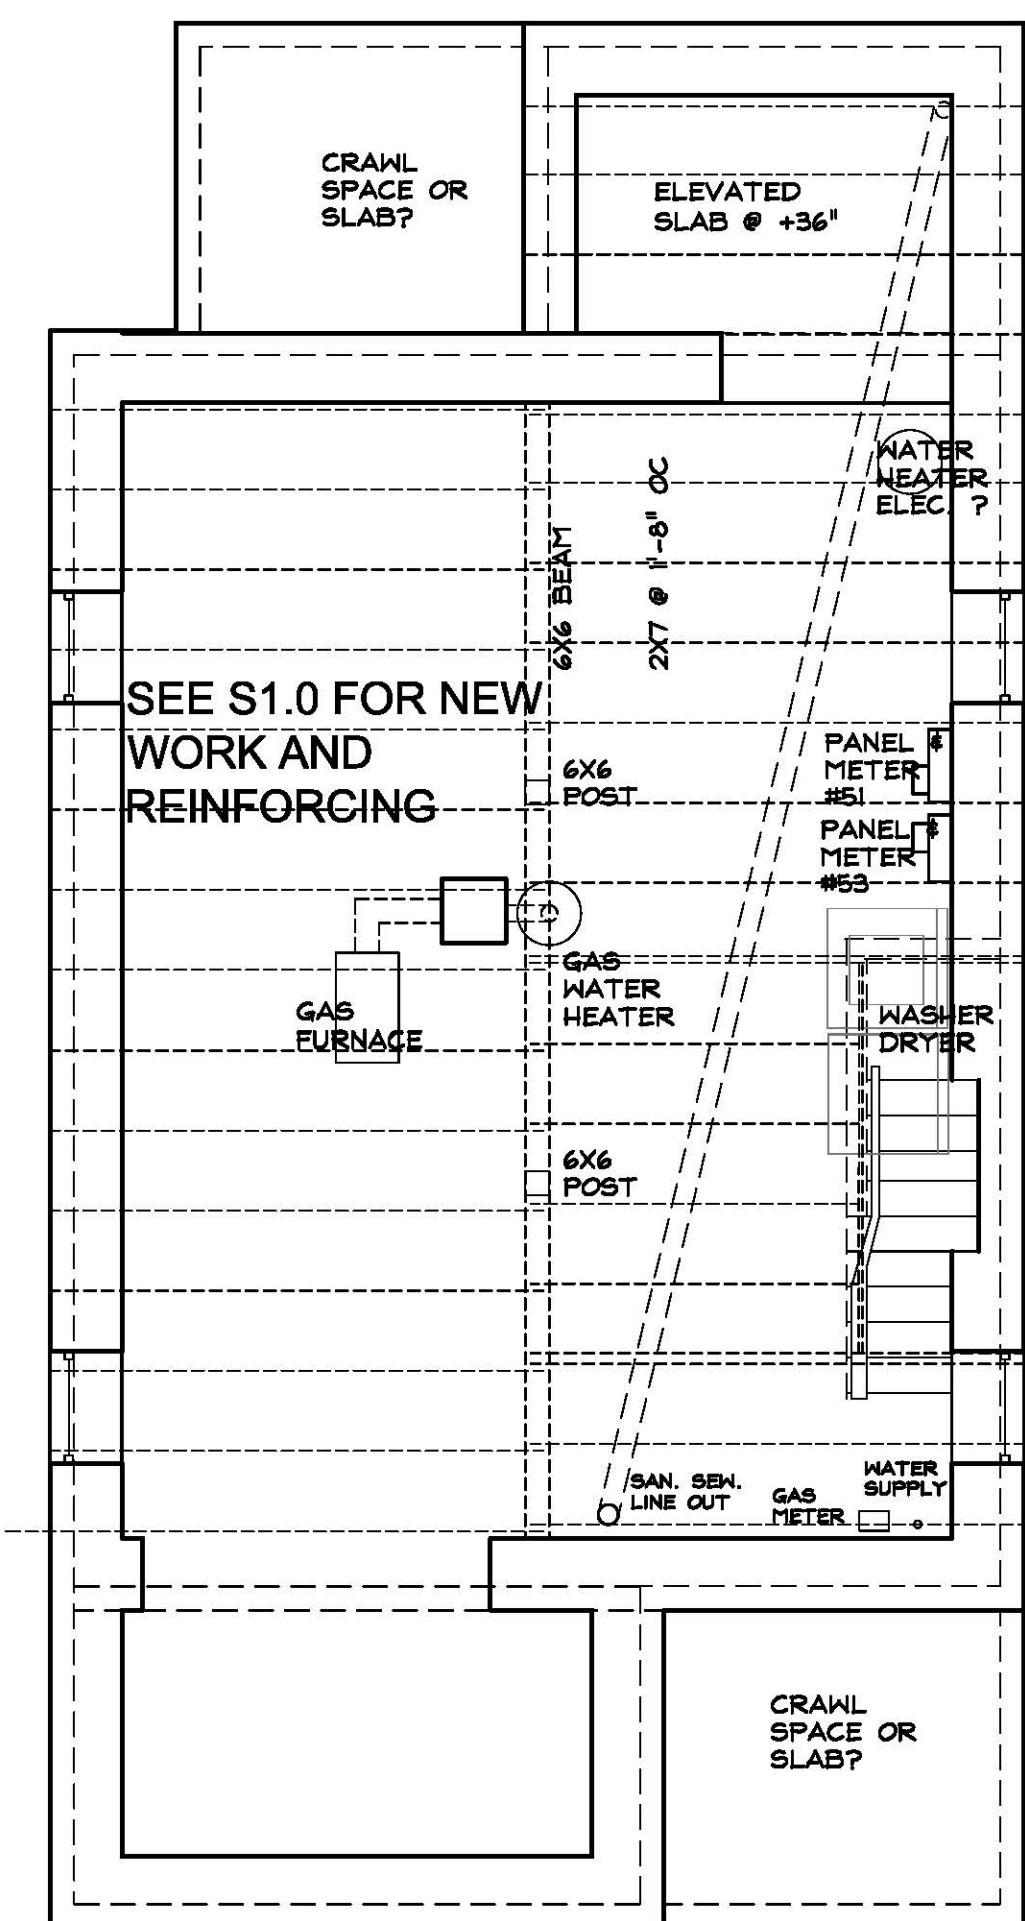 CRAWL
SPACE OR
SLAB?
ELEVATED
SLAB @ +36"
WATER
HEATER
ELEC. ?
6X6 BEAM
2X7 @ 1'-8" OC
SEE S1.0 FOR NEW
WORK AND
REINFORCING
6X6
POST
PANEL
METER
#51
PANEL
METER
#53
GAS
WATER
HEATER
GAS
FURNACE
WASHER
DRYER
6X6
POST
SAN. SEW.
LINE OUT
GAS
METER
WATER
SUPPLY
CRAWL
SPACE OR
SLAB?